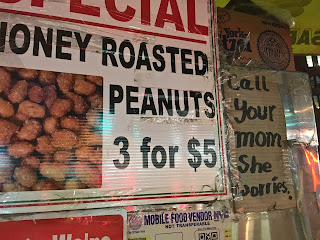 SPECIAL
HONEY ROASTED
PEANUTS
3 for $5
Call
Your
mom.
She
worries.
MOBILE FOOD VENDOR
NOT TRANSFERABLE